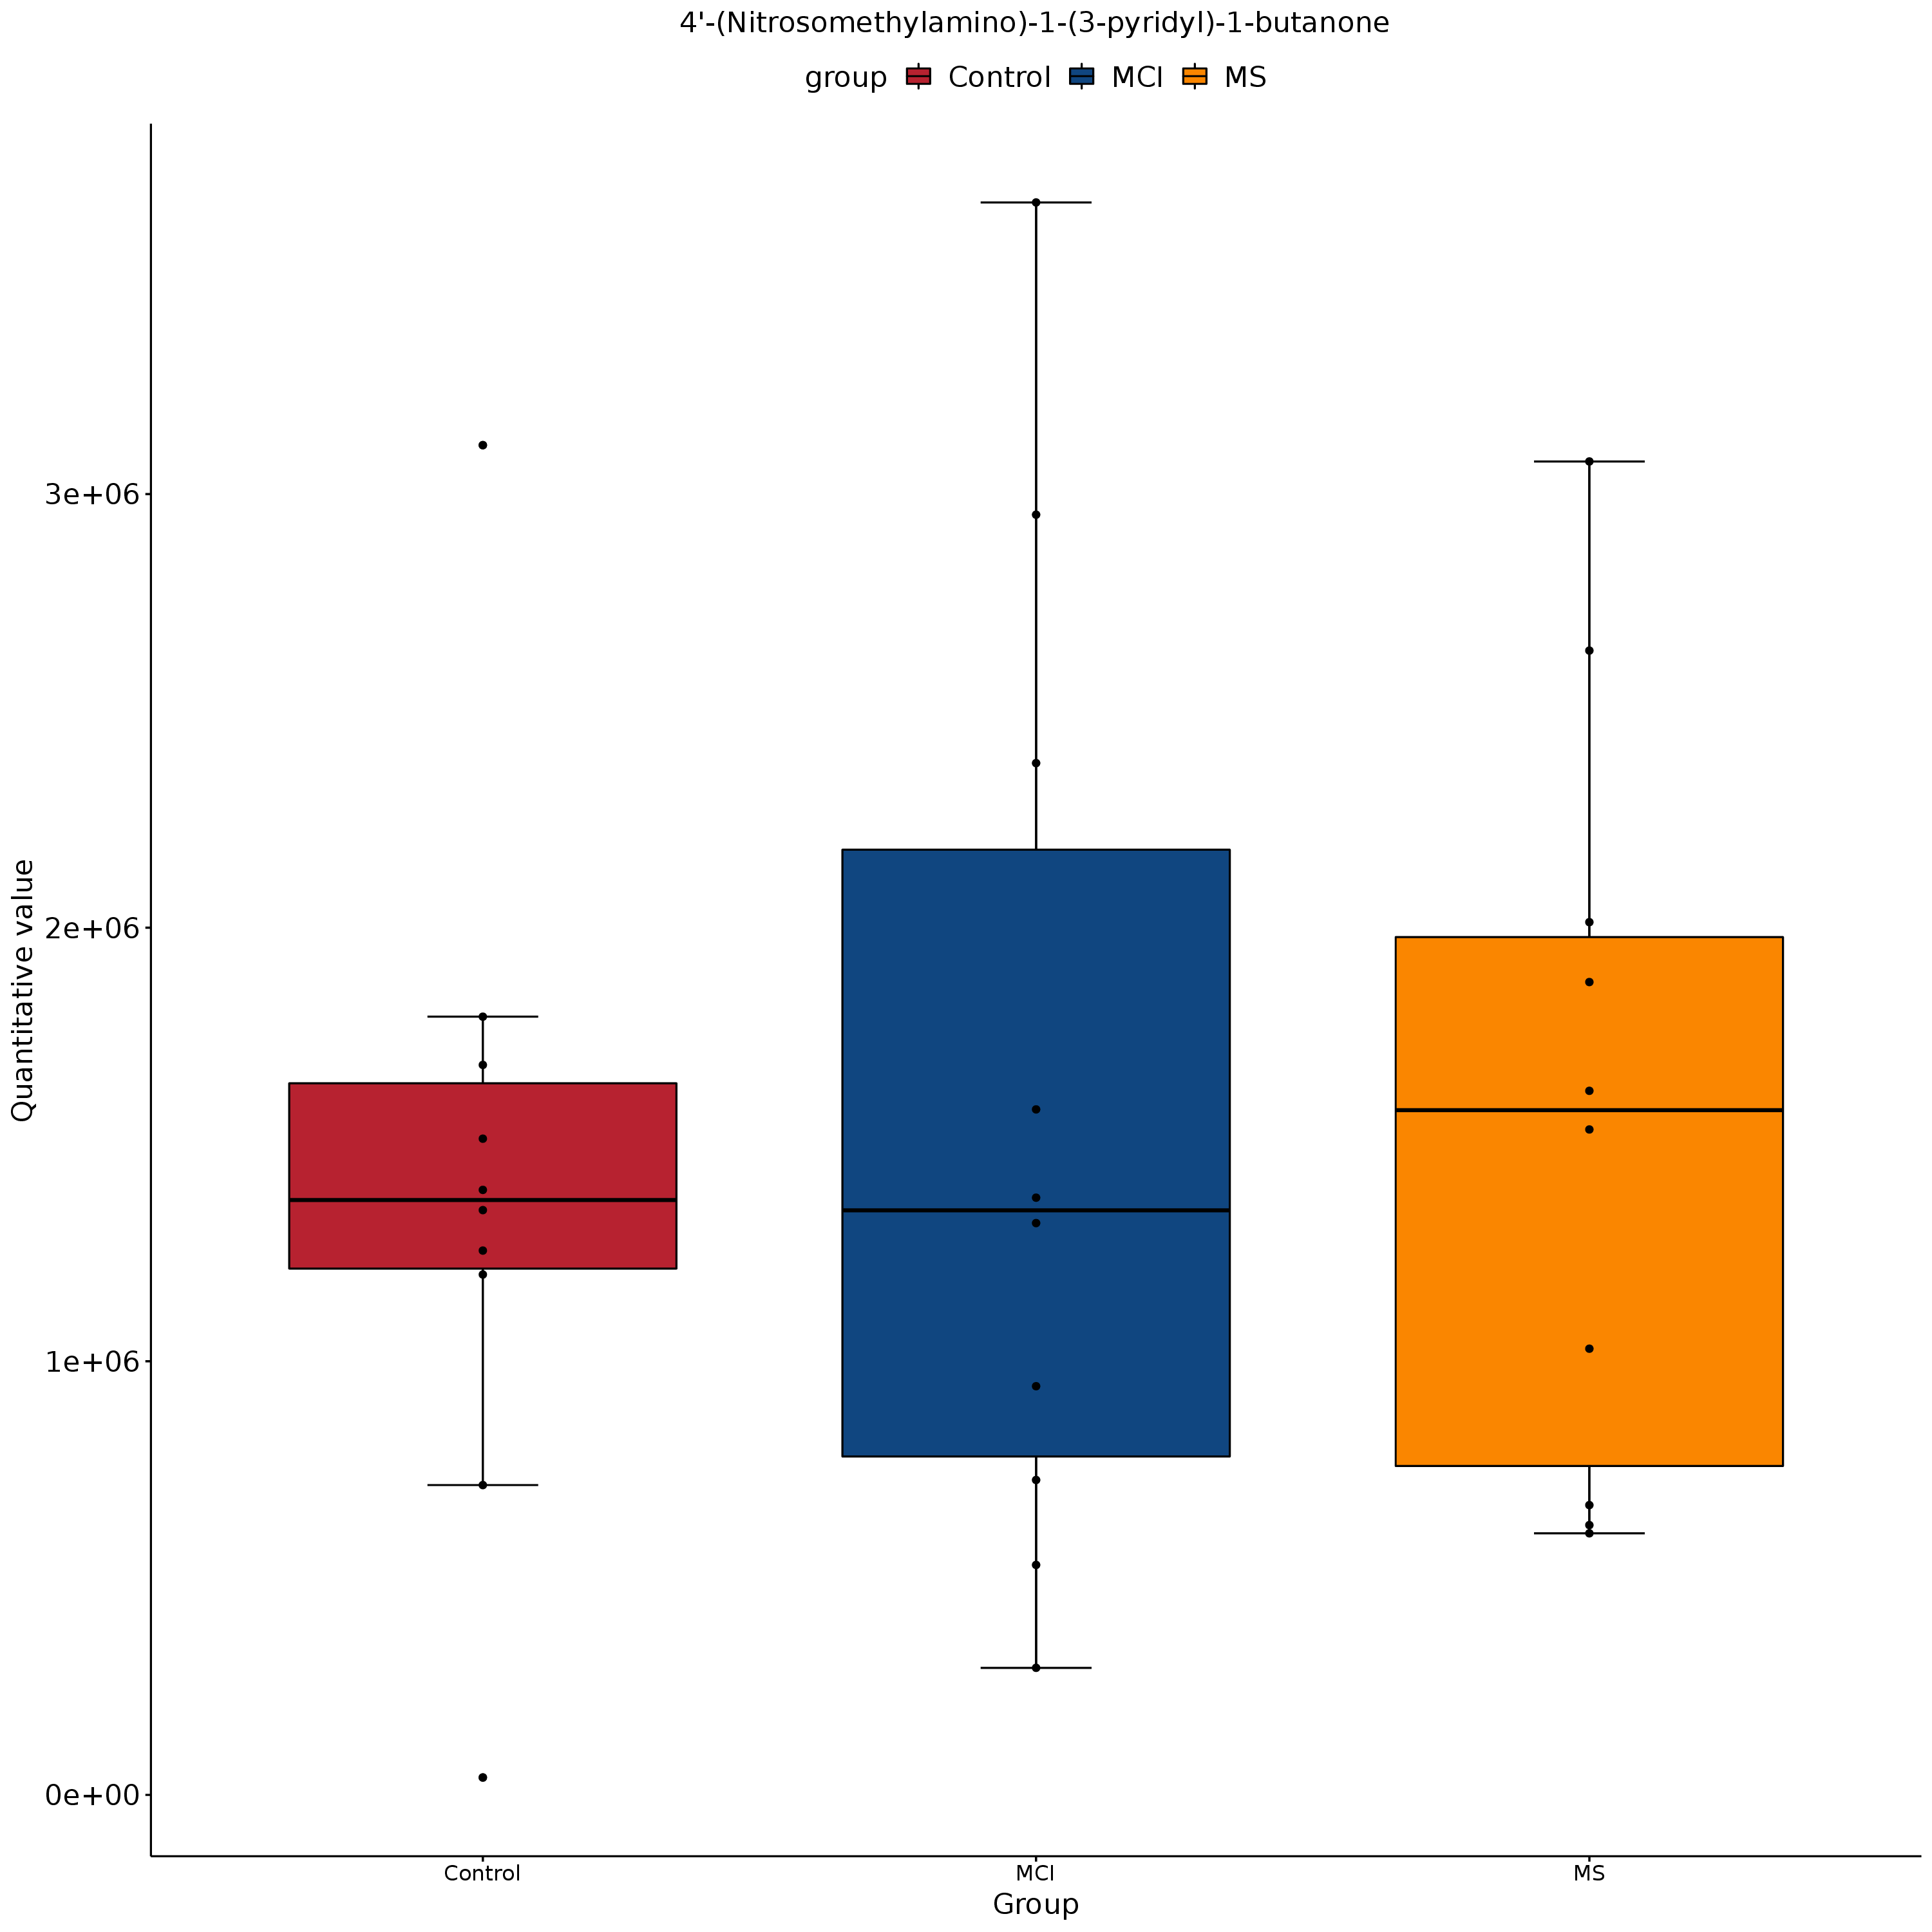 4'-(Nitrosomethylamino)-1-(3-pyridyl)-1-butanone
group Control MCI MS
Quantitative value
3e+06
2e+06
1e+06
0e+00
Control MCI MS
Group